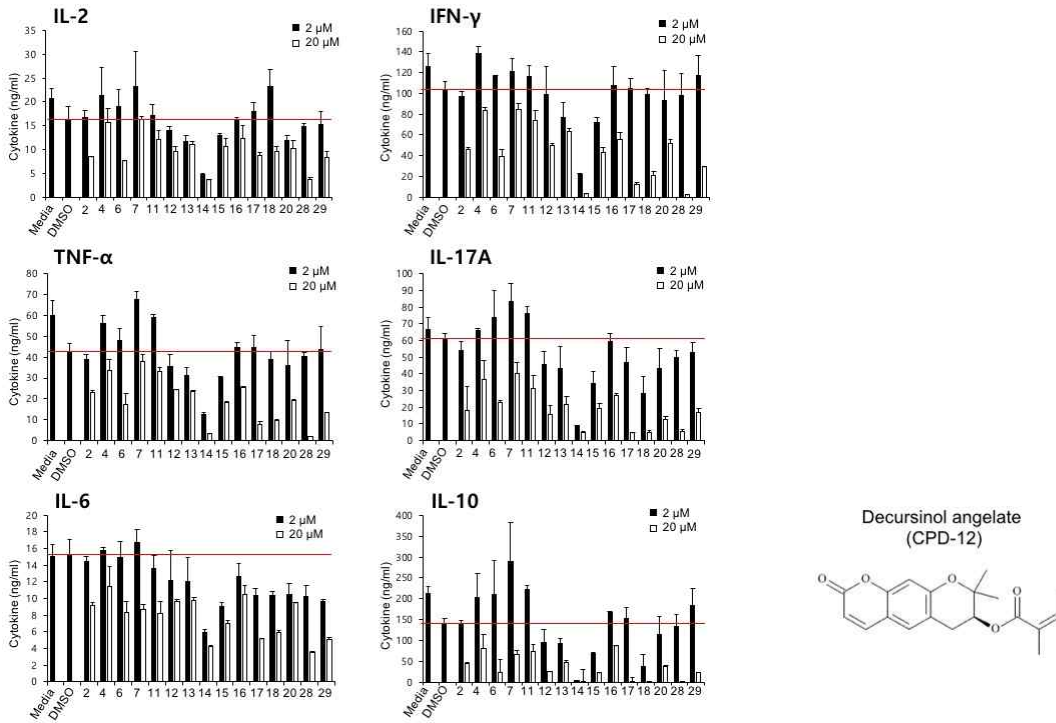 IL-2
2 µM
20 µM
Cytokine (ng/ml)
35
30
25
20
15
10
5
0
Media DMSO 2 4 6 7 11 12 13 14 15 16 17 18 20 28 29
IFN-γ
2 µM
20 µM
Cytokine (ng/ml)
160
140
120
100
80
60
40
20
0
Media DMSO 2 4 6 7 11 12 13 14 15 16 17 18 20 28 29
TNF-α
2 µM
20 µM
Cytokine (ng/ml)
80
70
60
50
40
30
20
10
0
Media DMSO 2 4 6 7 11 12 13 14 15 16 17 18 20 28 29
IL-17A
2 µM
20 µM
Cytokine (ng/ml)
100
90
80
70
60
50
40
30
20
10
0
Media DMSO 2 4 6 7 11 12 13 14 15 16 17 18 20 28 29
IL-6
2 µM
20 µM
Cytokine (ng/ml)
20
18
16
14
12
10
8
6
4
2
0
Media DMSO 2 4 6 7 11 12 13 14 15 16 17 18 20 28 29
IL-10
2 µM
20 µM
Cytokine (ng/ml)
400
350
300
250
200
150
100
50
0
Media DMSO 2 4 6 7 11 12 13 14 15 16 17 18 20 28 29
Decursinol angelate
(CPD-12)
O O O O O